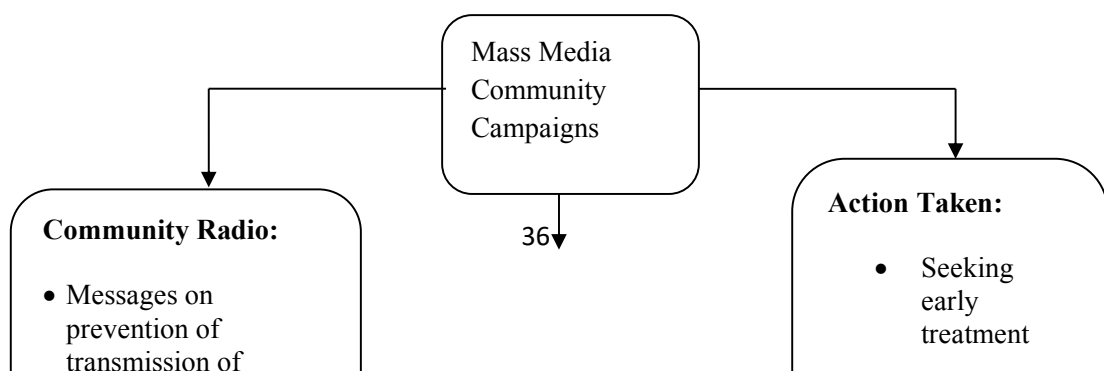 Mass Media
Community
Campaigns
Community Radio:
• Messages on
prevention of
transmission of
36
Action Taken:
• Seeking
early
treatment